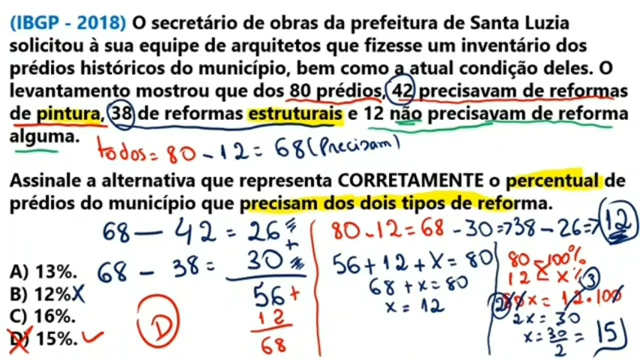 (IBGP - 2018) O secretário de obras da prefeitura de Santa Luzia
solicitou à sua equipe de arquitetos que fizesse um inventário dos
prédios históricos do município, bem como a atual condição deles. O
levantamento mostrou que dos 80 prédios, 42 precisavam de reformas
de pintura, 38 de reformas estruturais e 12 não precisavam de reforma
alguma.
todos = 80 - 12 = 68 (Precisam)
Assinale a alternativa que representa CORRETAMENTE o percentual de
prédios do município que precisam dos dois tipos de reforma.
68 - 42 = 26
+
68 - 38 = 30
56 +
12
68
80 - 12 = 68 - 30 => 38 - 26 => 12
56 + 12 + x = 80
68 + x = 80
x = 12
80 100%
12 x%
80x = 12 . 100
2 3
2x = 30
x = 30/2 = 15
A) 13%.
B) 12% X
C) 16%.
D) 15%. ✓
D